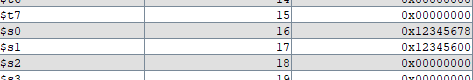 $t7 15 0x00000000
$s0 16 0x12345678
$s1 17 0x12345600
$s2 18 0x00000000